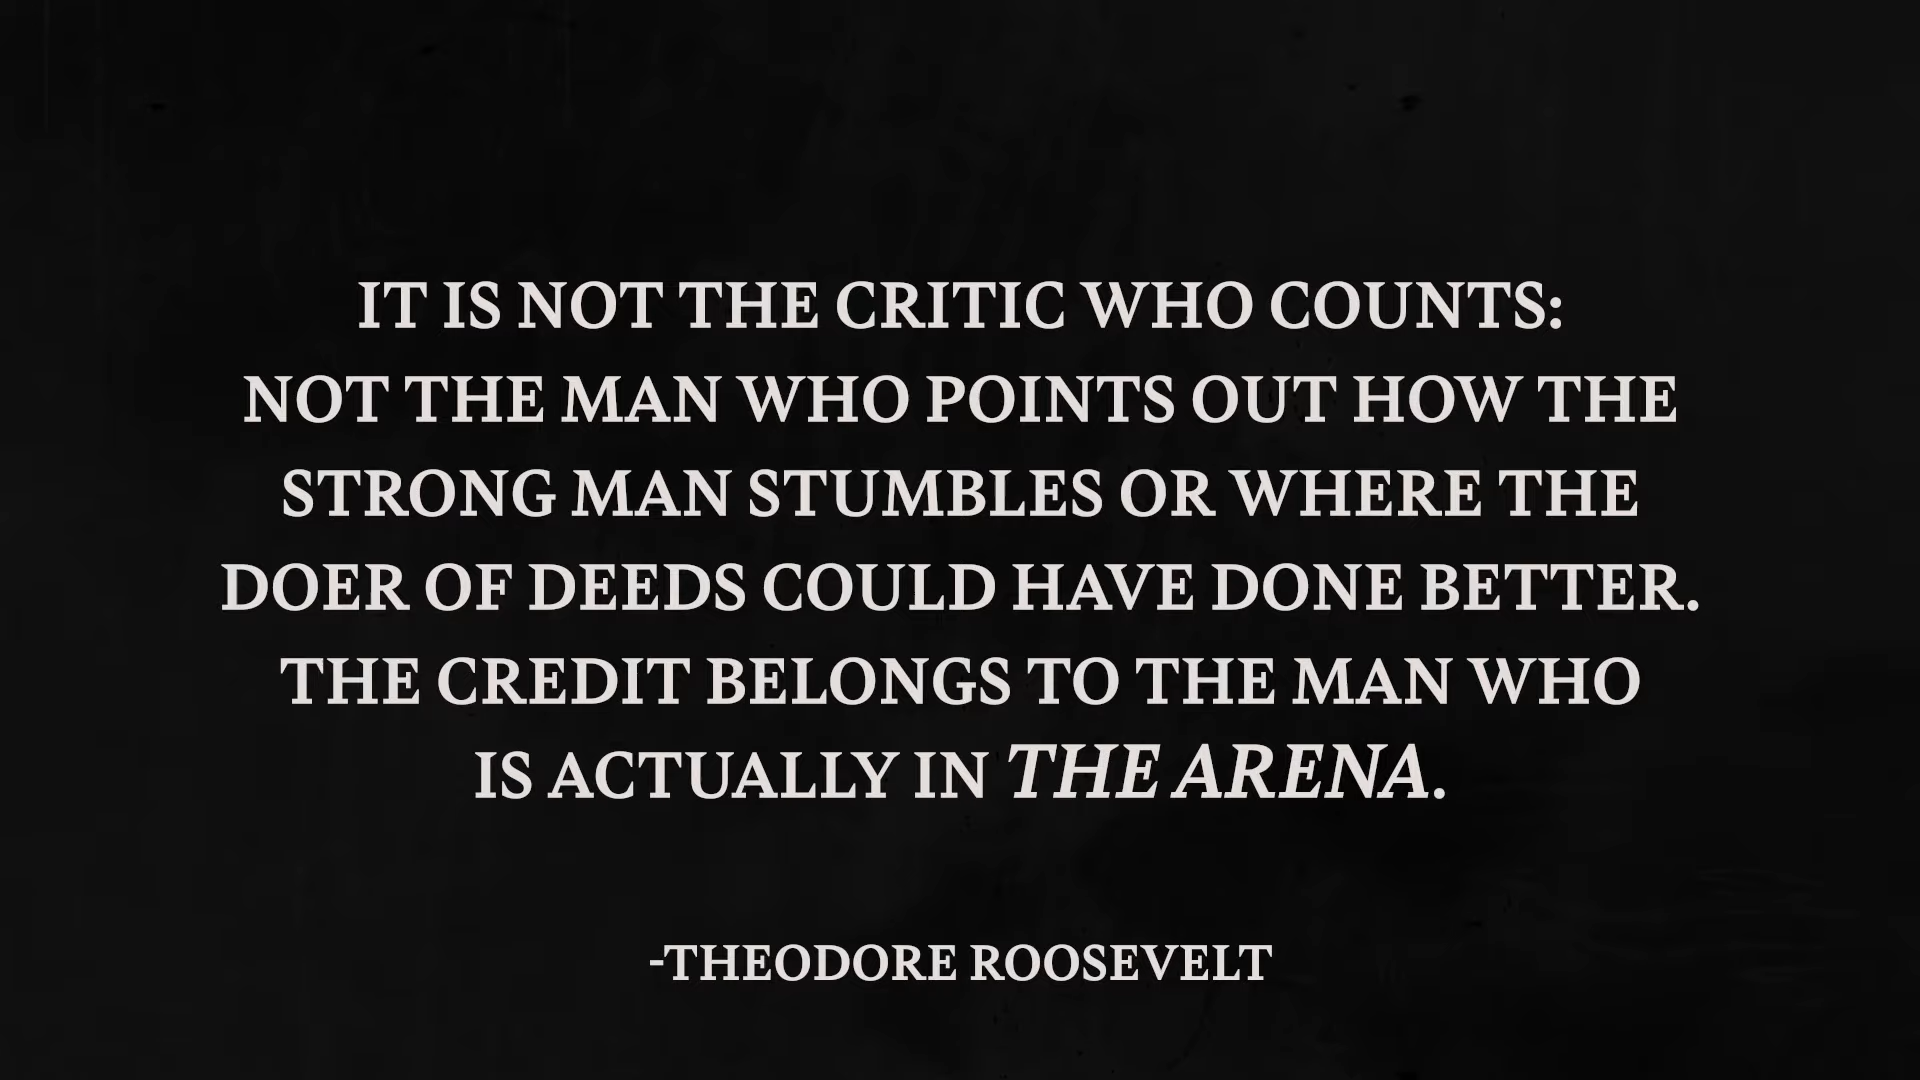 IT IS NOT THE CRITIC WHO COUNTS:
NOT THE MAN WHO POINTS OUT HOW THE
STRONG MAN STUMBLES OR WHERE THE
DOER OF DEEDS COULD HAVE DONE BETTER.
THE CREDIT BELONGS TO THE MAN WHO
IS ACTUALLY IN THE ARENA.
-THEODORE ROOSEVELT